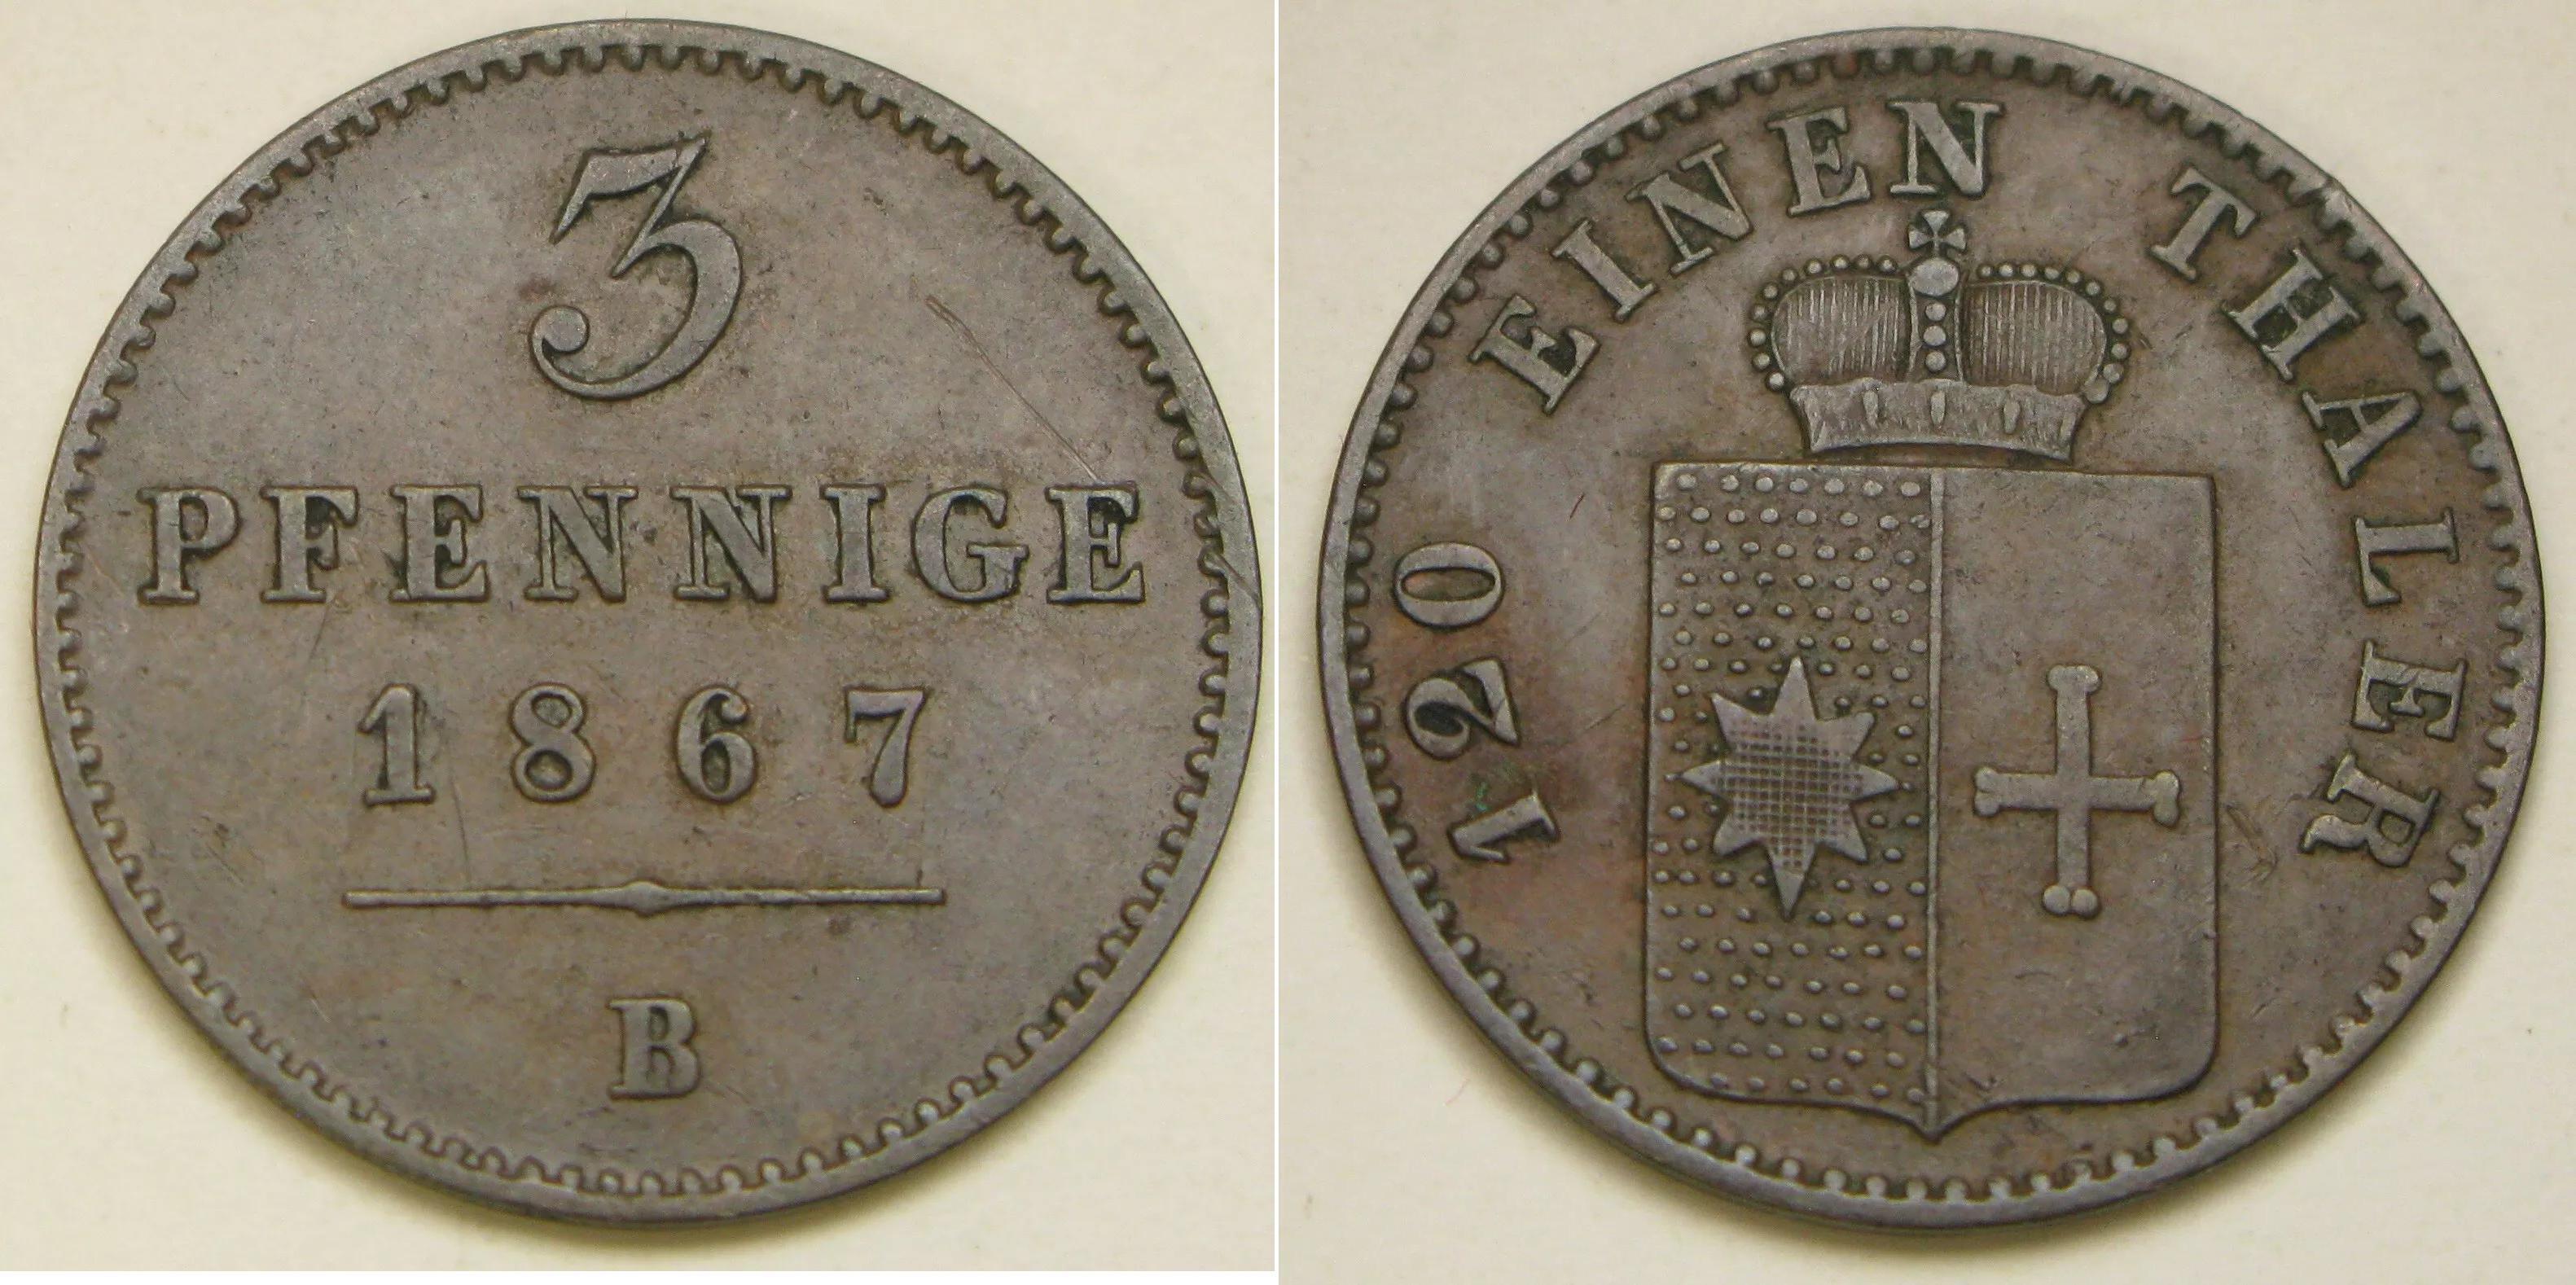 3
PFENNIGE
1867
B
120 EINEN THALER